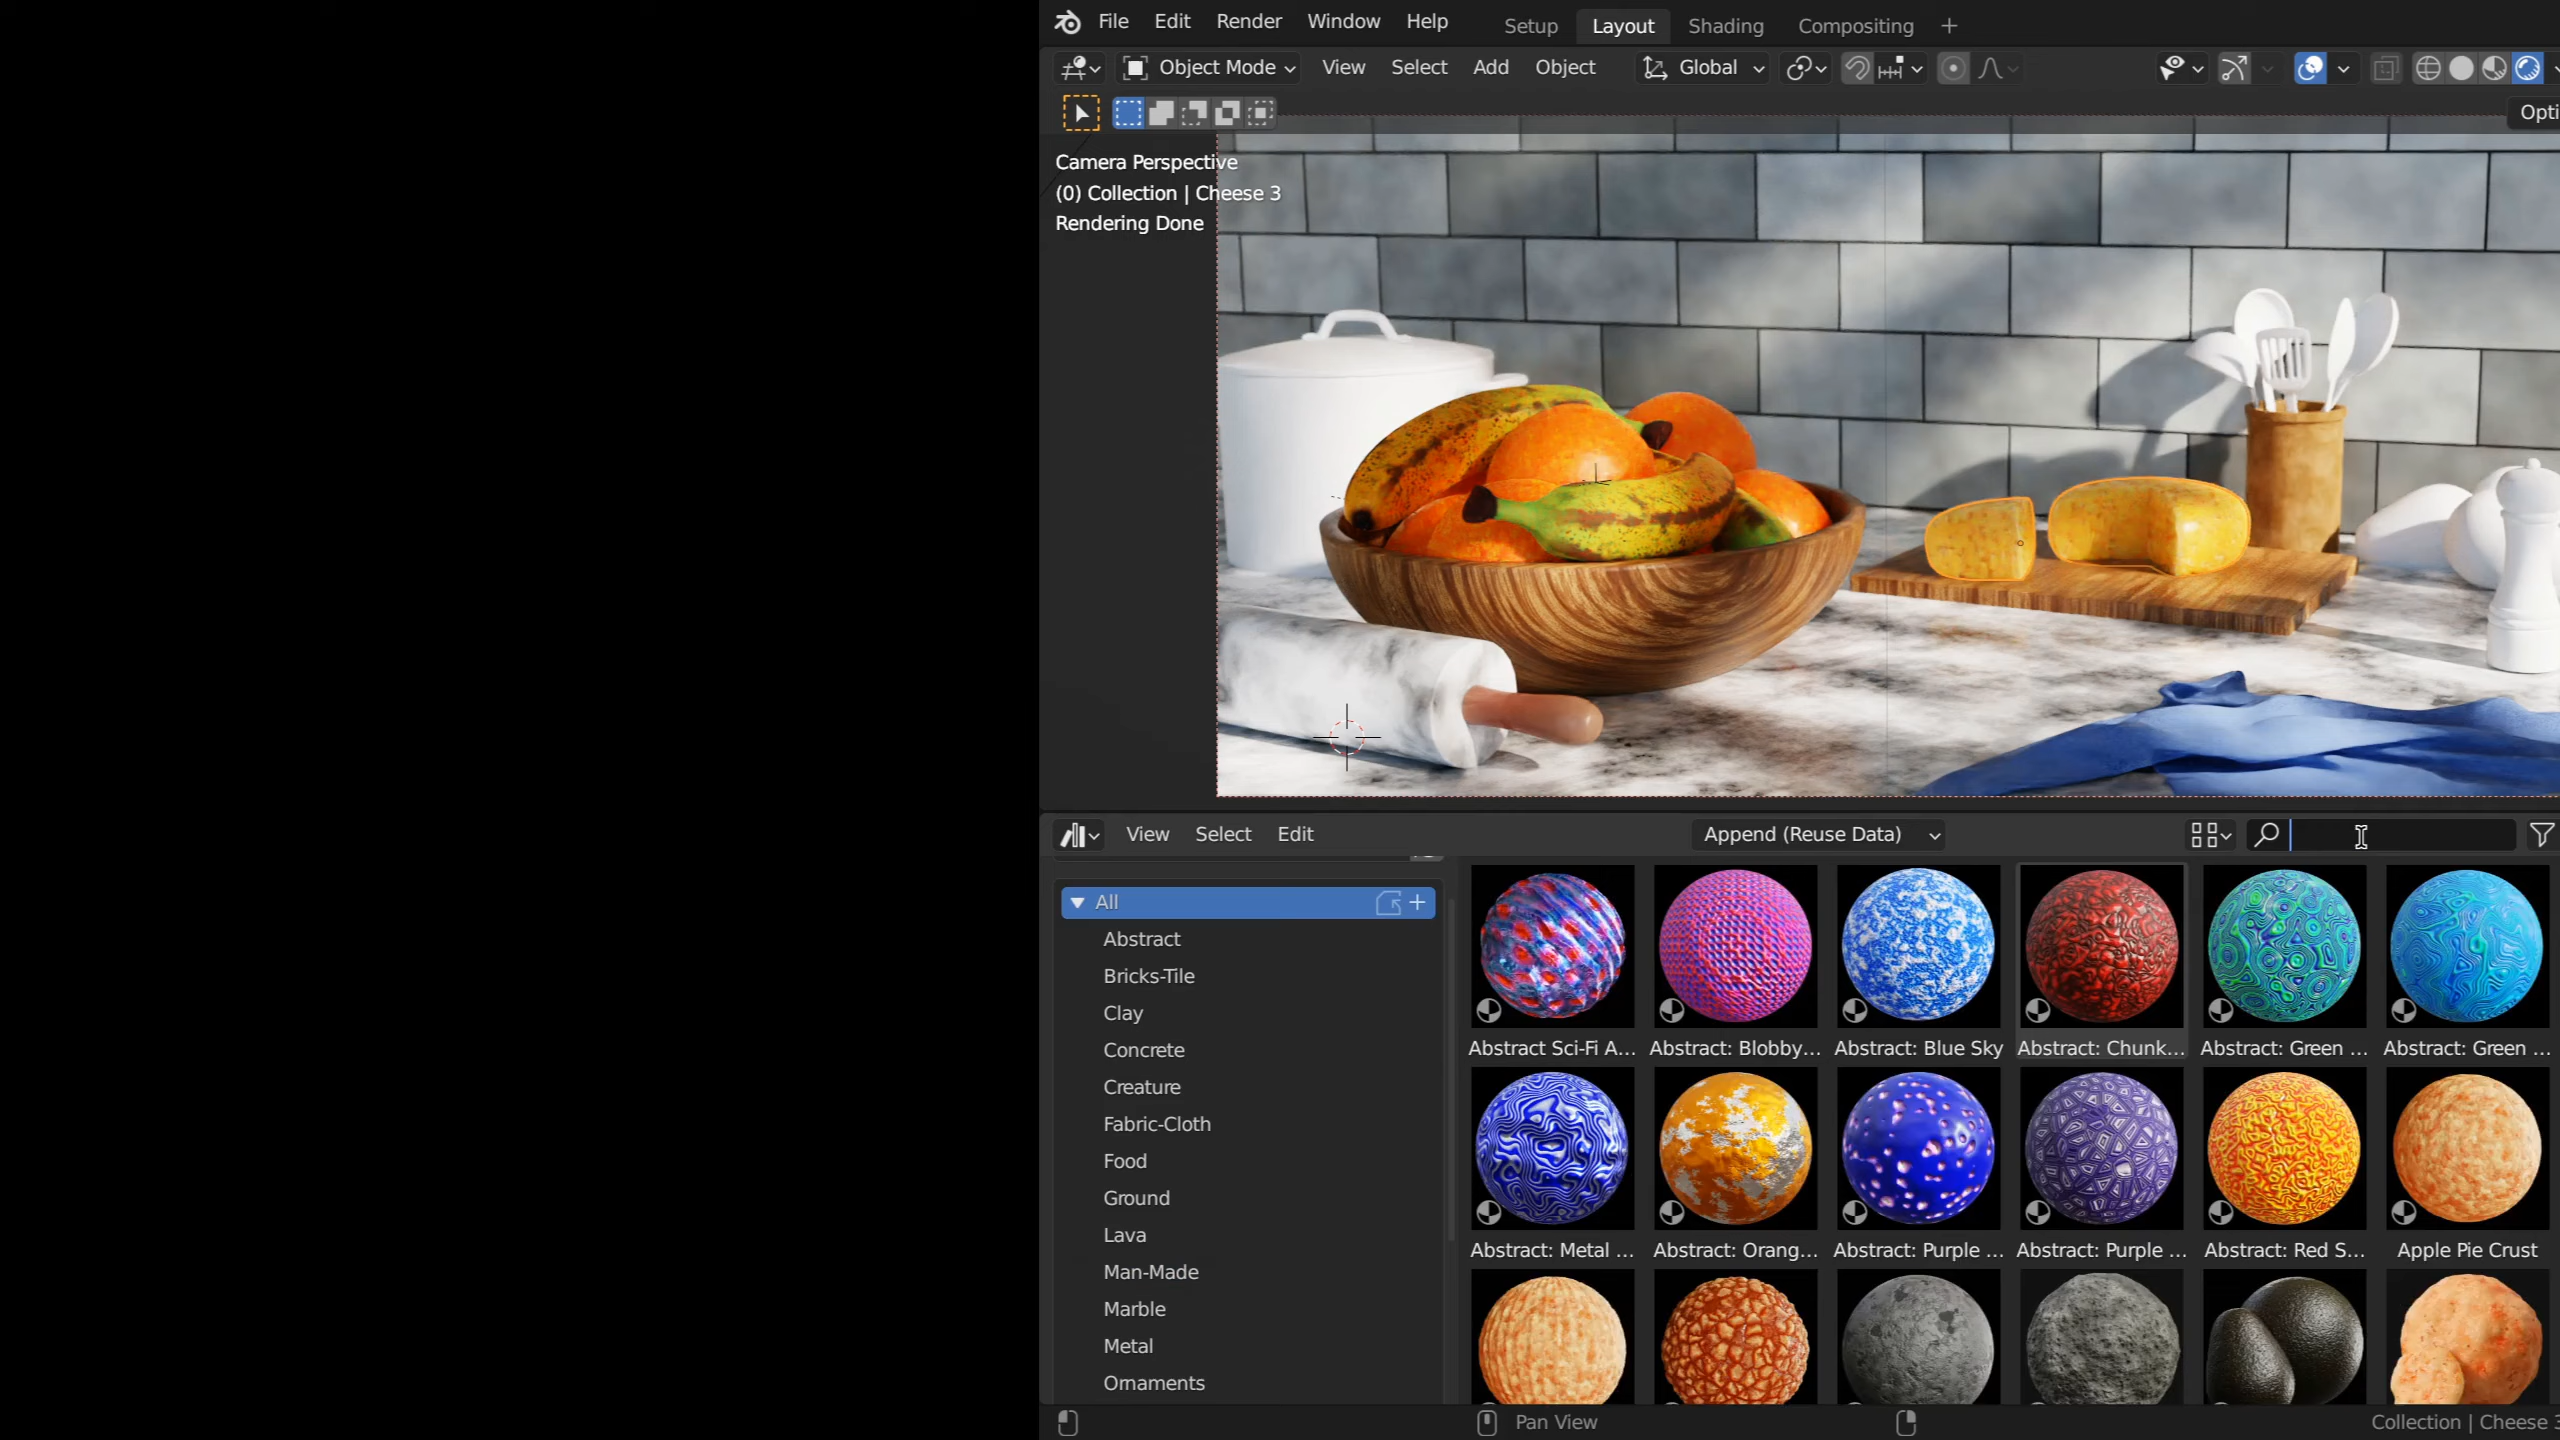 File Edit Render Window Help Setup Layout Shading Compositing +
Object Mode View Select Add Object Global
Opti
Camera Perspective
(0) Collection | Cheese 3
Rendering Done
View Select Edit Append (Reuse Data)
All
Abstract
Bricks-Tile
Clay
Concrete
Creature
Fabric-Cloth
Food
Ground
Lava
Man-Made
Marble
Metal
Ornaments
Abstract Sci-Fi A... Abstract: Blobby... Abstract: Blue Sky Abstract: Chunk... Abstract: Green ... Abstract: Green ...
Abstract: Metal ... Abstract: Orang... Abstract: Purple ... Abstract: Purple ... Abstract: Red S... Apple Pie Crust
Pan View Collection | Cheese 3